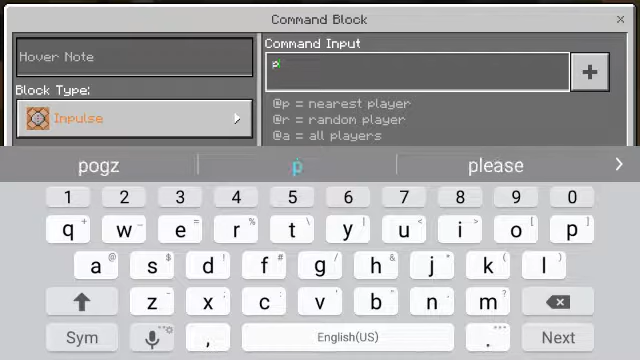 Command Block ×
Hover Note
Command Input
p
+
Block Type:
Inpulse
@p = nearest player
@r = random player
@a = all players
pogz p please >
1 2 3 4 5 6 7 8 9 0
q + w - e = r % t \ y | u < i > o [ p ]
a @ s $ d ! f # g / h & j * k ( l )
z - x : c ; v ' b " n ~ m ?
Sym , English(US) . Next